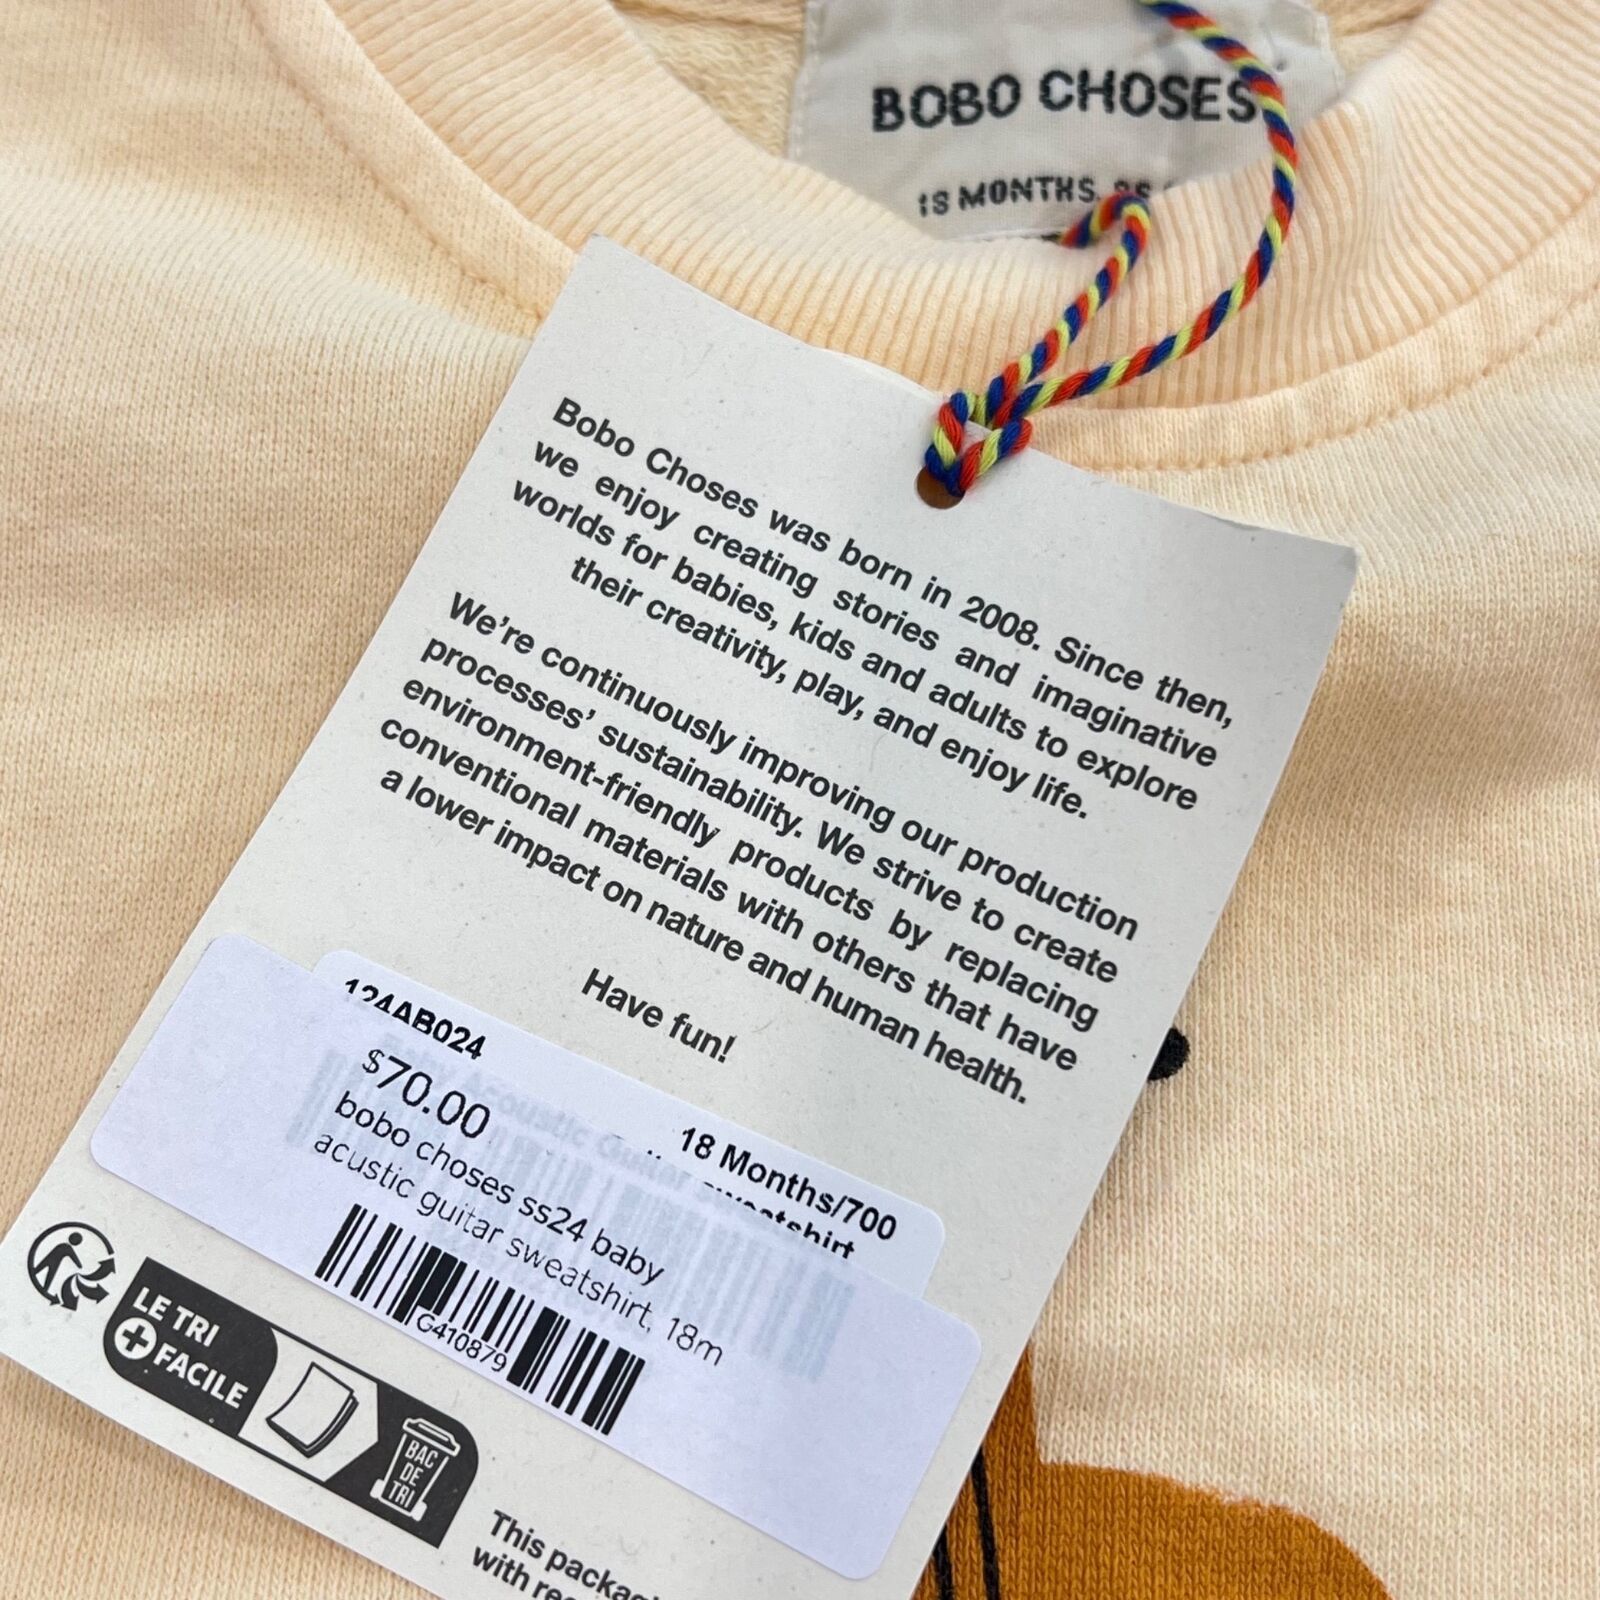 BOBO CHOSES
18 MONTHS.
Bobo Choses was born in 2008. Since then,
we enjoy creating stories and imaginative
worlds for babies, kids and adults to explore
their creativity, play, and enjoy life.
We're continuously improving our production
processes' sustainability. We strive to create
environment-friendly products by replacing
conventional materials with others that have
a lower impact on nature and human health.
Have fun!
124AB024
Baby Acoustic Guitar sweatshirt
18 Months/700
$70.00
bobo choses ss24 baby
acustic guitar sweatshirt, 18m
G410879
LE TRI
+ FACILE
BAC
DE
TRI
This
with